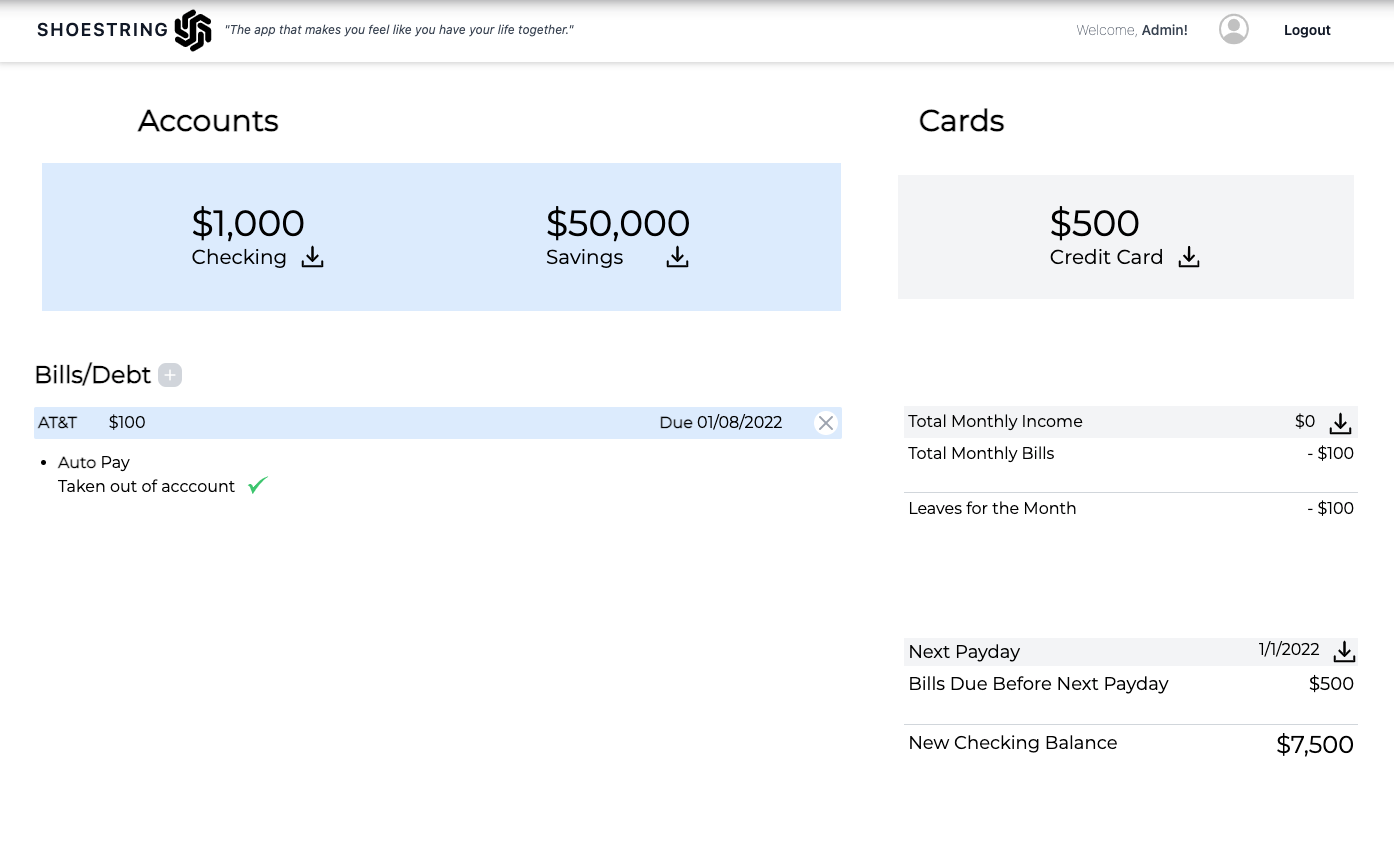 SHOESTRING "The app that makes you feel like you have your life together." Welcome, Admin! Logout
Accounts
Cards
$1,000 $50,000
Checking Savings
$500
Credit Card
Bills/Debt +
AT&T $100 Due 01/08/2022
• Auto Pay
Taken out of acccount
Total Monthly Income $0
Total Monthly Bills - $100
Leaves for the Month - $100
Next Payday 1/1/2022
Bills Due Before Next Payday $500
New Checking Balance $7,500